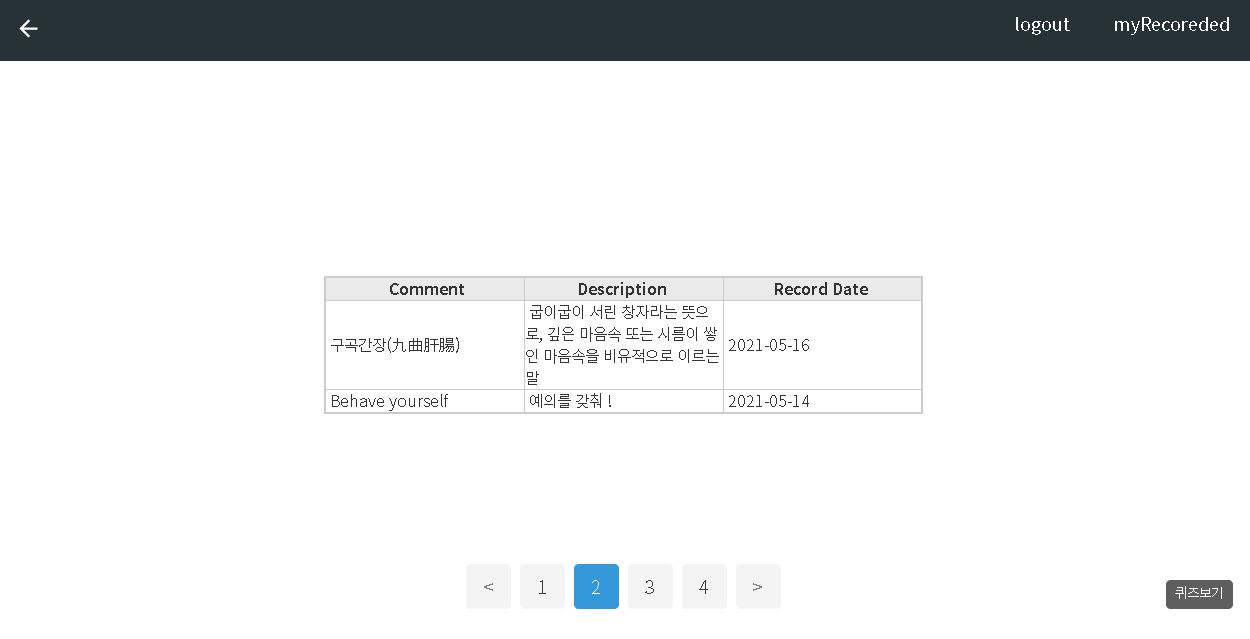 logout myRecoreded
Comment Description Record Date
구곡간장(九曲肝腸)
굽이굽이 서린 창자라는 뜻으
로, 깊은 마음속 또는 시름이 쌓
인 마음속을 비유적으로 이르는
말
2021-05-16
Behave yourself 예의를 갖춰 ! 2021-05-14
< 1 2 3 4 >
퀴즈보기